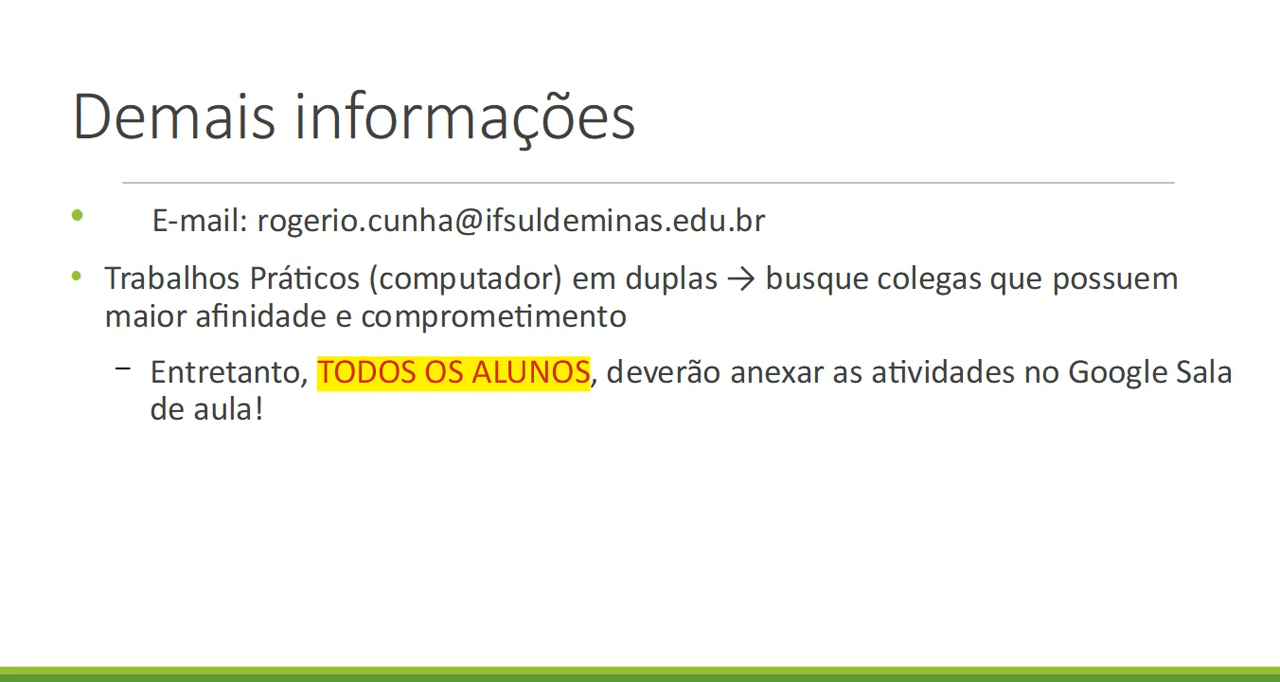 Demais informações
• E-mail: rogerio.cunha@ifsuldeminas.edu.br
• Trabalhos Práticos (computador) em duplas → busque colegas que possuem
maior afinidade e comprometimento
– Entretanto, TODOS OS ALUNOS, deverão anexar as atividades no Google Sala
de aula!